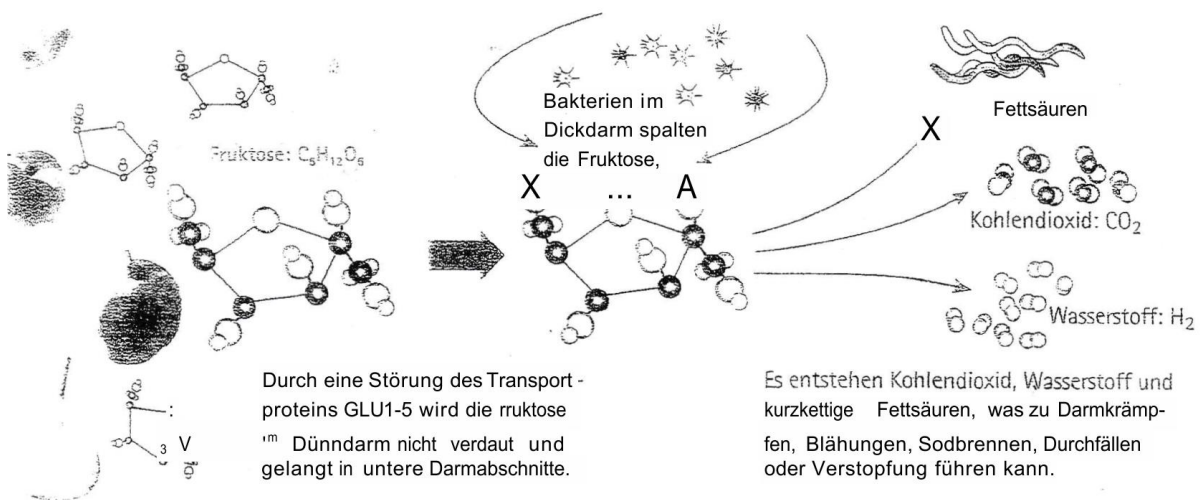 Fruktose: C₆H₁₂O₆
Bakterien im
Dickdarm spalten
die Fruktose,
X ... A
X
Fettsäuren
Kohlendioxid: CO₂
Wasserstoff: H₂
Durch eine Störung des Transport-
proteins GLU1-5 wird die rruktose
'm Dünndarm nicht verdaut und
gelangt in untere Darmabschnitte.
: 
3 V
Es entstehen Kohlendioxid, Wasserstoff und
kurzkettige Fettsäuren, was zu Darmkrämp-
fen, Blähungen, Sodbrennen, Durchfällen
oder Verstopfung führen kann.